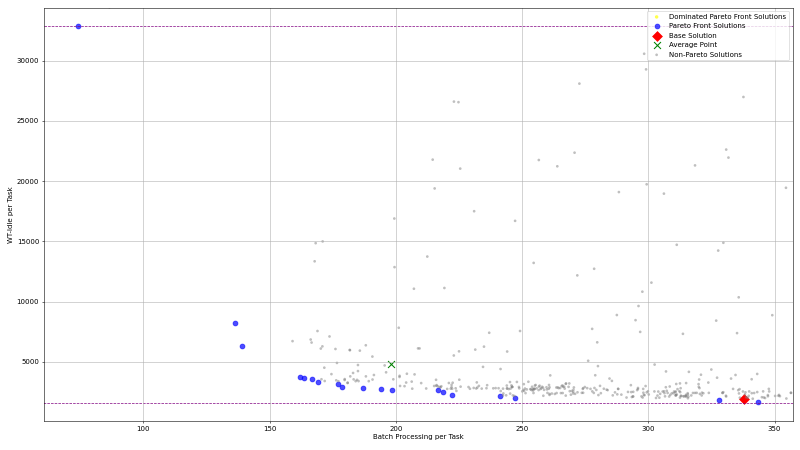 Dominated Pareto Front Solutions
Pareto Front Solutions
Base Solution
Average Point
Non-Pareto Solutions
30000
25000
20000
15000
10000
5000
WT-Idle per Task
100
150
200
250
300
350
Batch Processing per Task